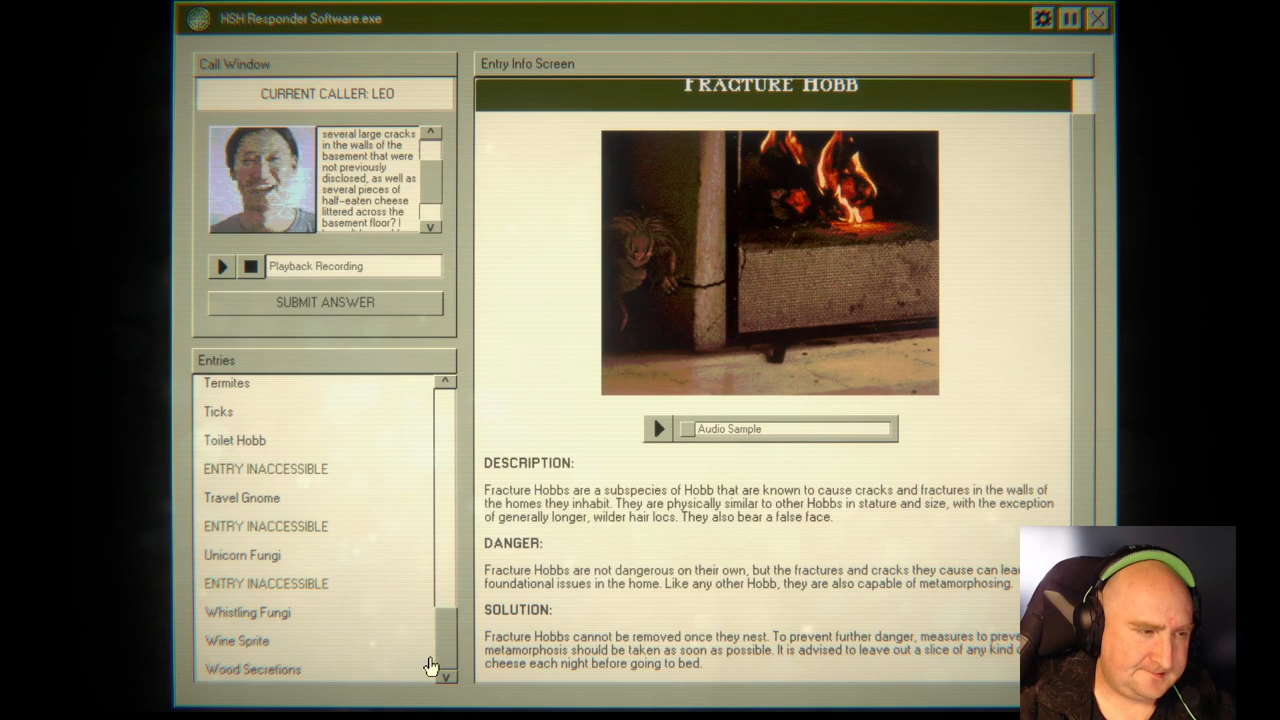 HSH Responder Software.exe
Call Window
CURRENT CALLER: LEO
several large cracks
in the walls of the
basement that were
not previously
disclosed, as well as
several pieces of
half-eaten cheese
littered across the
basement floor? I
Playback Recording
SUBMIT ANSWER
Entries
Termites
Ticks
Toilet Hobb
ENTRY INACCESSIBLE
Travel Gnome
ENTRY INACCESSIBLE
Unicorn Fungi
ENTRY INACCESSIBLE
Whistling Fungi
Wine Sprite
Wood Secretions
Entry Info Screen
FRACTURE HOBB
Audio Sample
DESCRIPTION:
Fracture Hobbs are a subspecies of Hobb that are known to cause cracks and fractures in the walls of
the homes they inhabit. They are physically similar to other Hobbs in stature and size, with the exception
of generally longer, wilder hair locs. They also bear a false face.
DANGER:
Fracture Hobbs are not dangerous on their own, but the fractures and cracks they cause can
foundational issues in the home. Like any other Hobb, they are also capable of metamorphosing.
SOLUTION:
Fracture Hobbs cannot be removed once they nest. To prevent further danger, measures to
metamorphosis should be taken as soon as possible. It is advised to leave out a slice of any kind
cheese each night before going to bed.